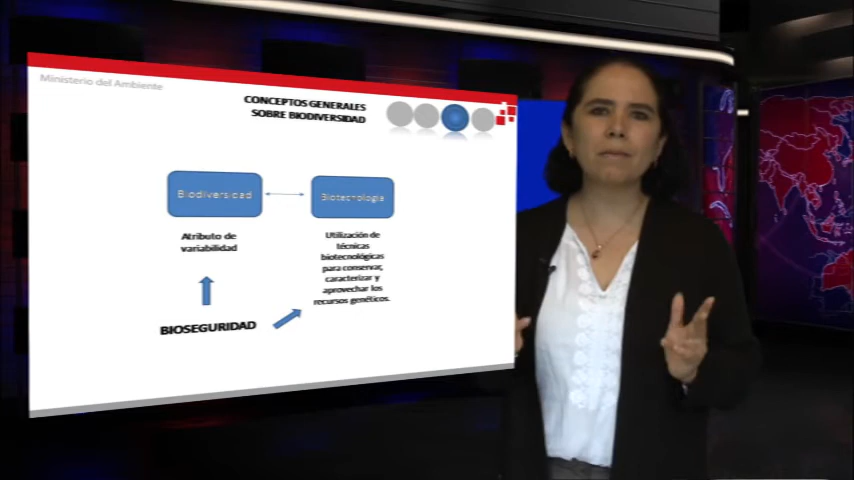 Ministerio del Ambiente
CONCEPTOS GENERALES
SOBRE BIODIVERSIDAD
Biodiversidad
Biotecnología
Atributo de
variabilidad
Utilización de
técnicas
biotecnológicas
para conservar,
caracterizar y
aprovechar los
recursos genéticos.
BIOSEGURIDAD